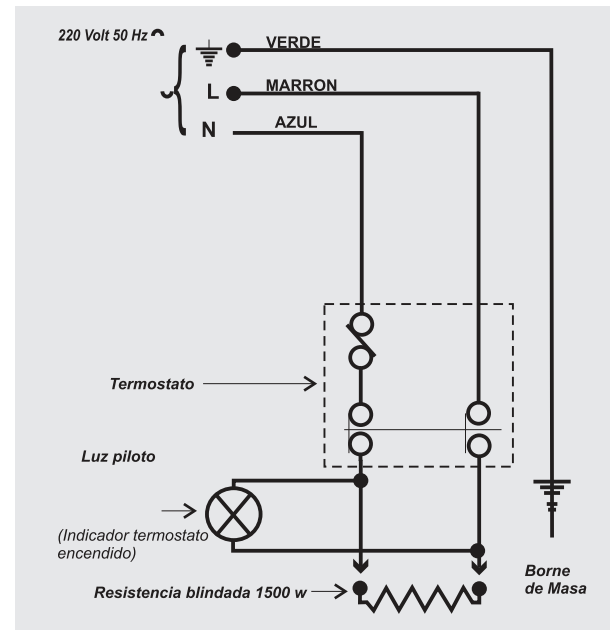 220 Volt 50 Hz
VERDE
L
MARRON
N
AZUL
Termostato
Luz piloto
(Indicador termostato
encendido)
Resistencia blindada 1500 w
Borne
de Masa